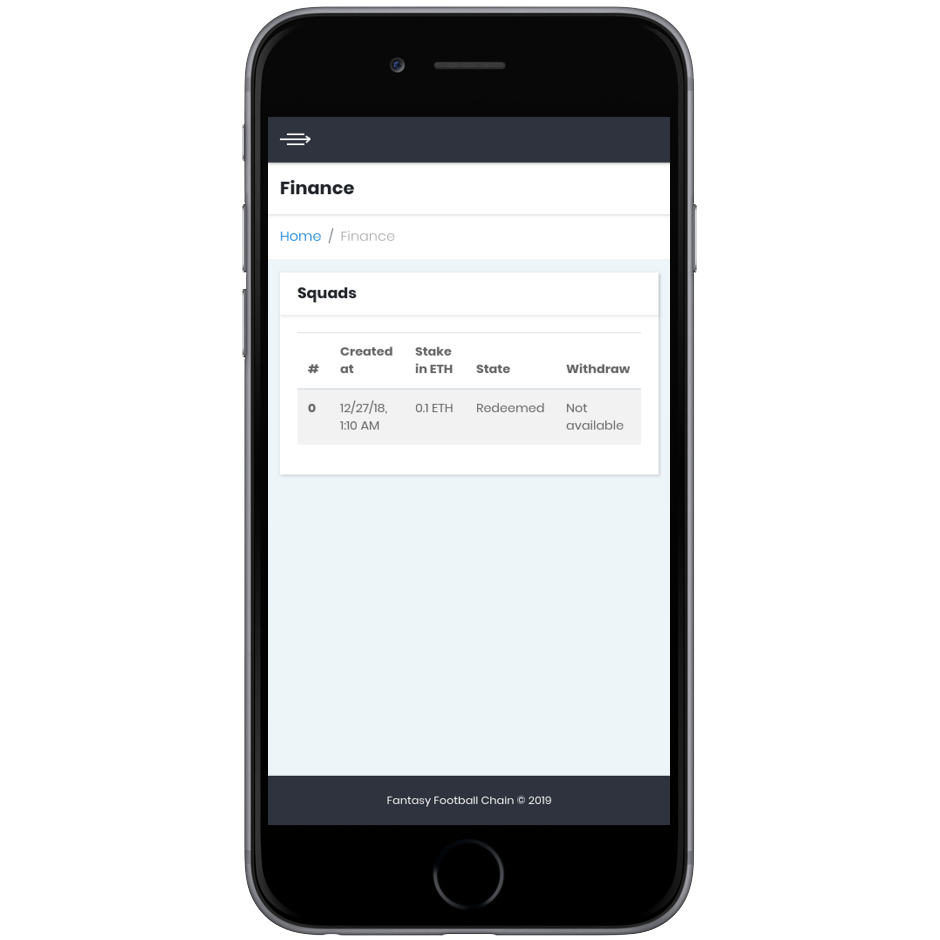 Finance
Home / Finance
Squads
# Created at Stake in ETH State Withdraw
0 12/27/18, 1:10 AM 0.1 ETH Redeemed Not available
Fantasy Football Chain © 2019